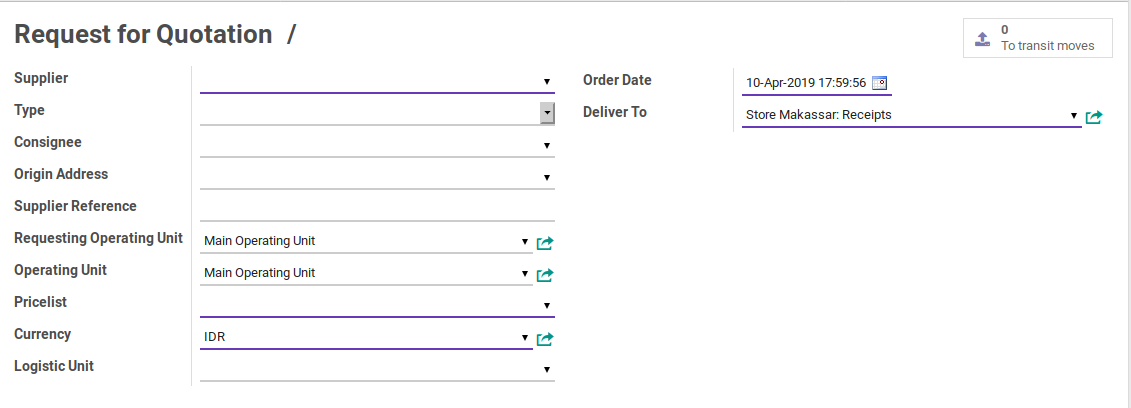 Request for Quotation /
0
To transit moves
Supplier
Type
Consignee
Origin Address
Supplier Reference
Requesting Operating Unit Main Operating Unit
Operating Unit Main Operating Unit
Pricelist
Currency IDR
Logistic Unit
Order Date 10-Apr-2019 17:59:56
Deliver To Store Makassar: Receipts